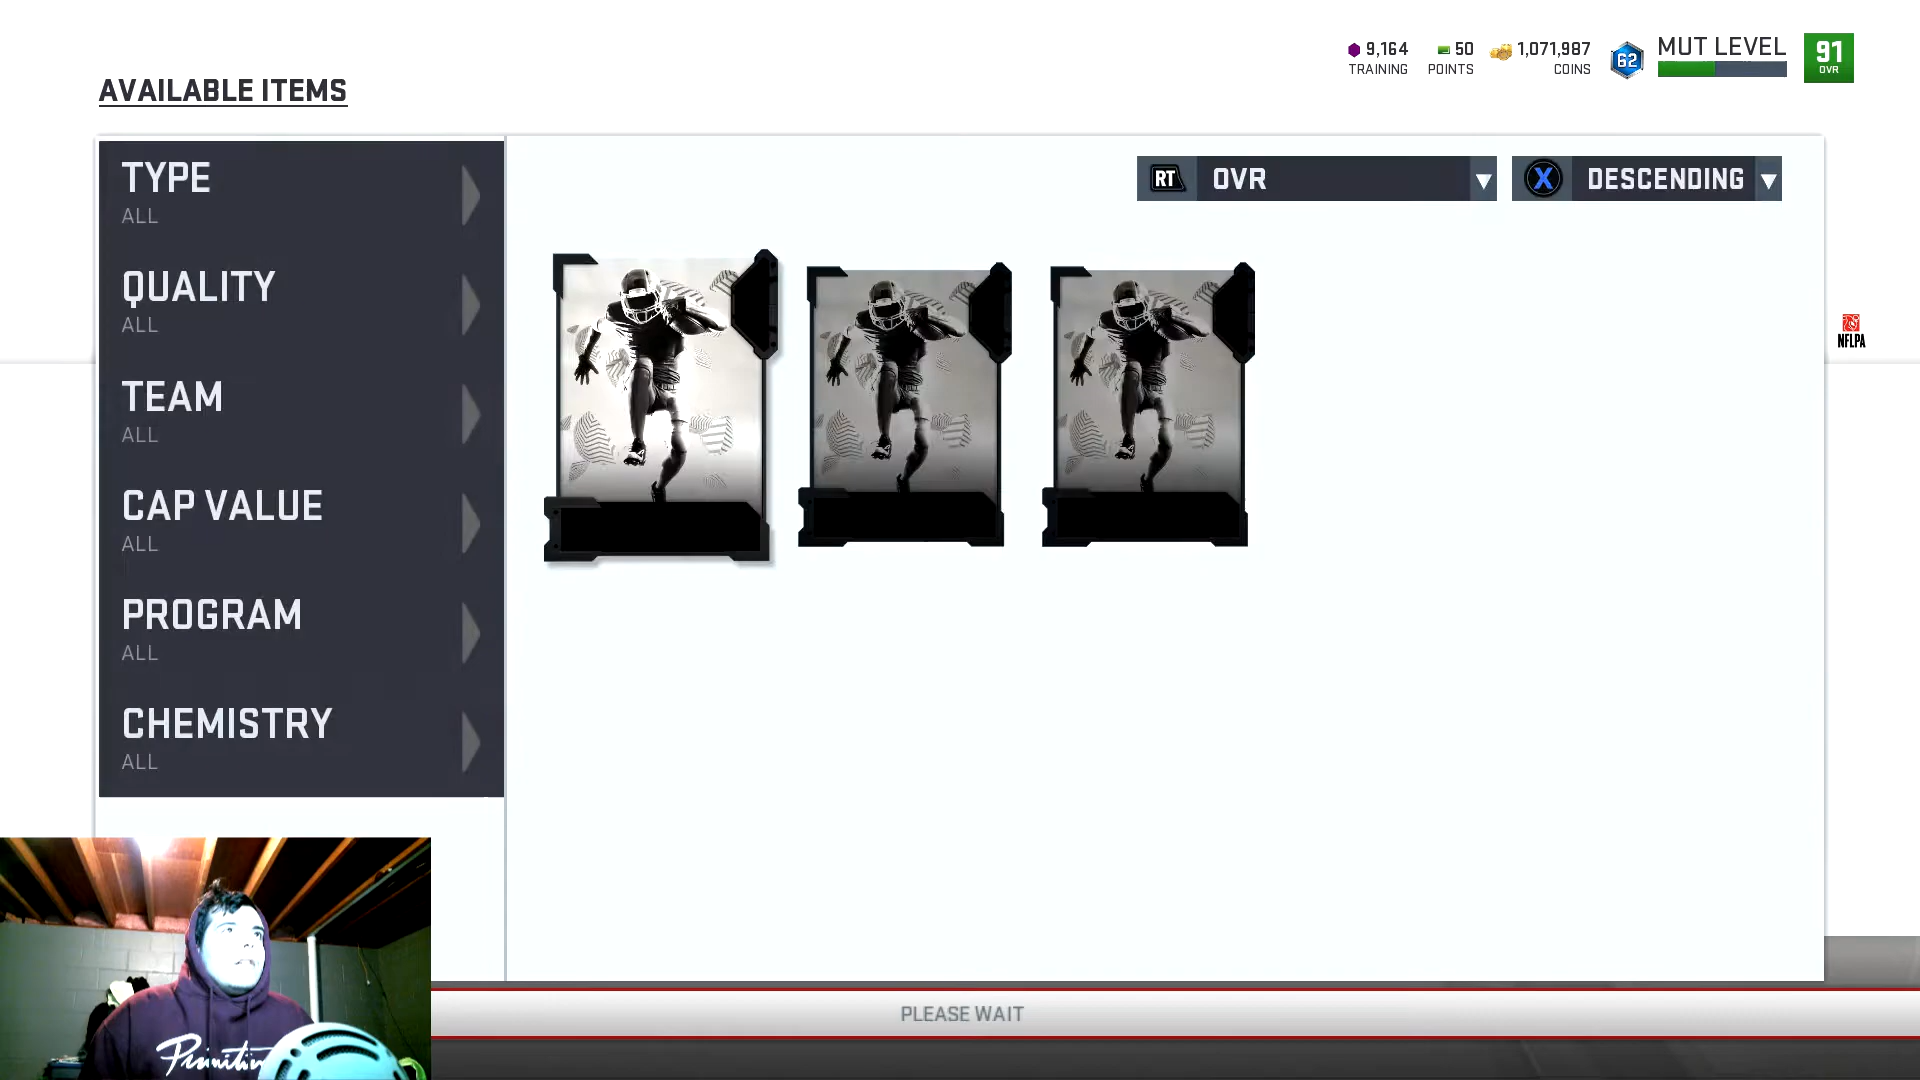 9,164
TRAINING
50
POINTS
1,071,987
COINS
62
MUT LEVEL
91
OVR
AVAILABLE ITEMS
TYPE
ALL
QUALITY
ALL
TEAM
ALL
CAP VALUE
ALL
PROGRAM
ALL
CHEMISTRY
ALL
RT
OVR
X
DESCENDING
NFLPA
PLEASE WAIT